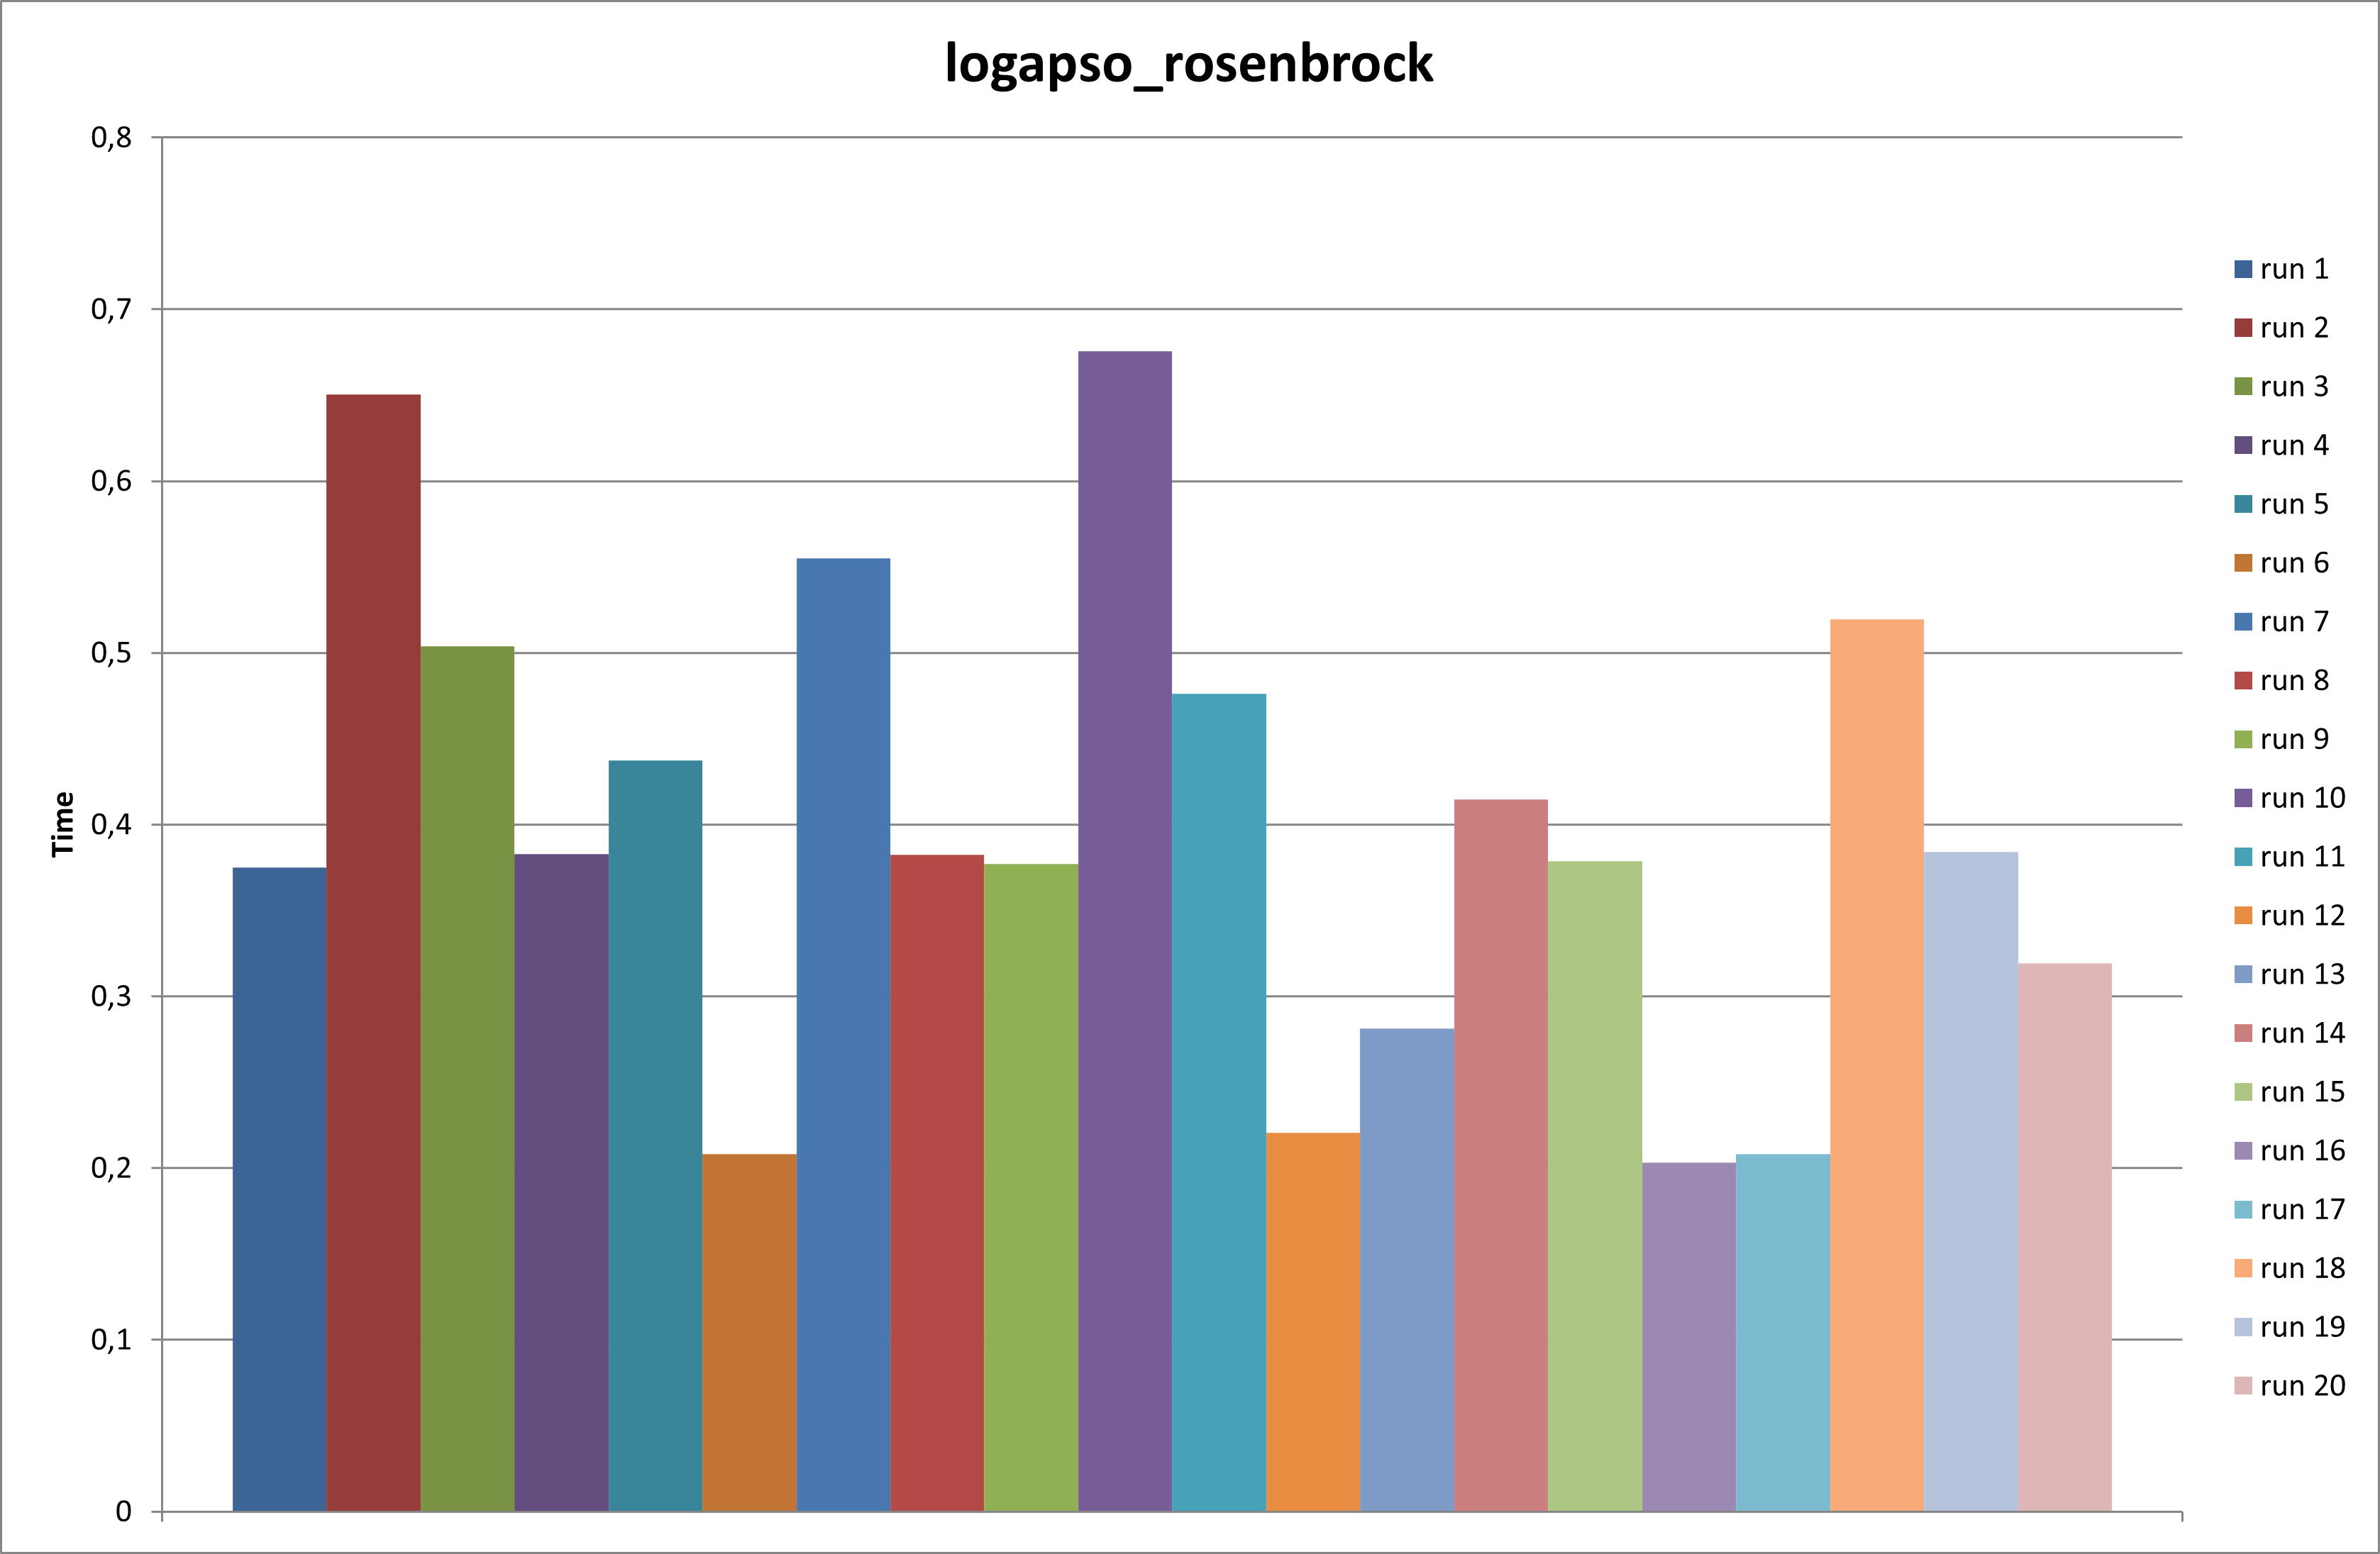 logapso_rosenbrock
0,8
0,7
0,6
0,5
0,4
0,3
0,2
0,1
0
Time
run 1
run 2
run 3
run 4
run 5
run 6
run 7
run 8
run 9
run 10
run 11
run 12
run 13
run 14
run 15
run 16
run 17
run 18
run 19
run 20